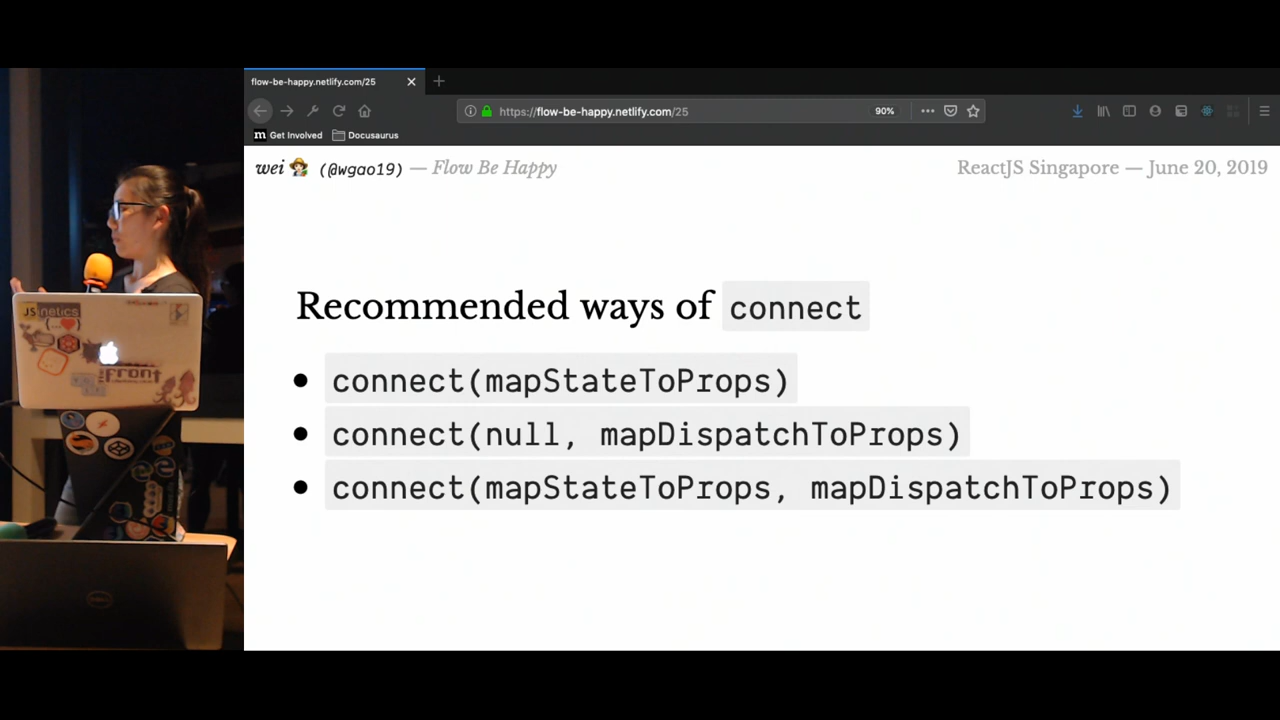 flow-be-happy.netlify.com/25
https://flow-be-happy.netlify.com/25
90%
m Get Involved
Docusaurus
wei (@wgao19) — Flow Be Happy
ReactJS Singapore — June 20, 2019
Recommended ways of connect
• connect(mapStateToProps)
• connect(null, mapDispatchToProps)
• connect(mapStateToProps, mapDispatchToProps)
JS
netics
front
DELL